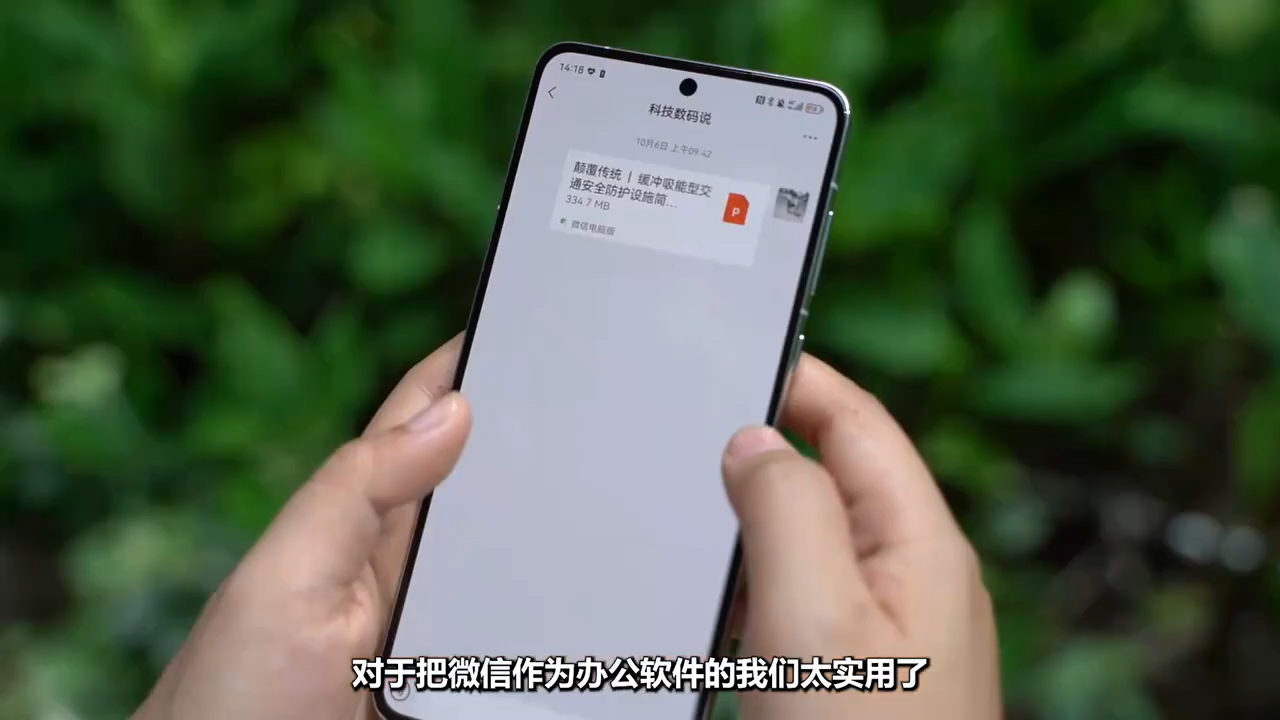 14:18
科技数码说
10月6日 上午09:42
颠覆传统 | 缓冲吸能型交
通安全防护设施简...
334.7 MB
P
微信电脑版
对于把微信作为办公软件的我们太实用了